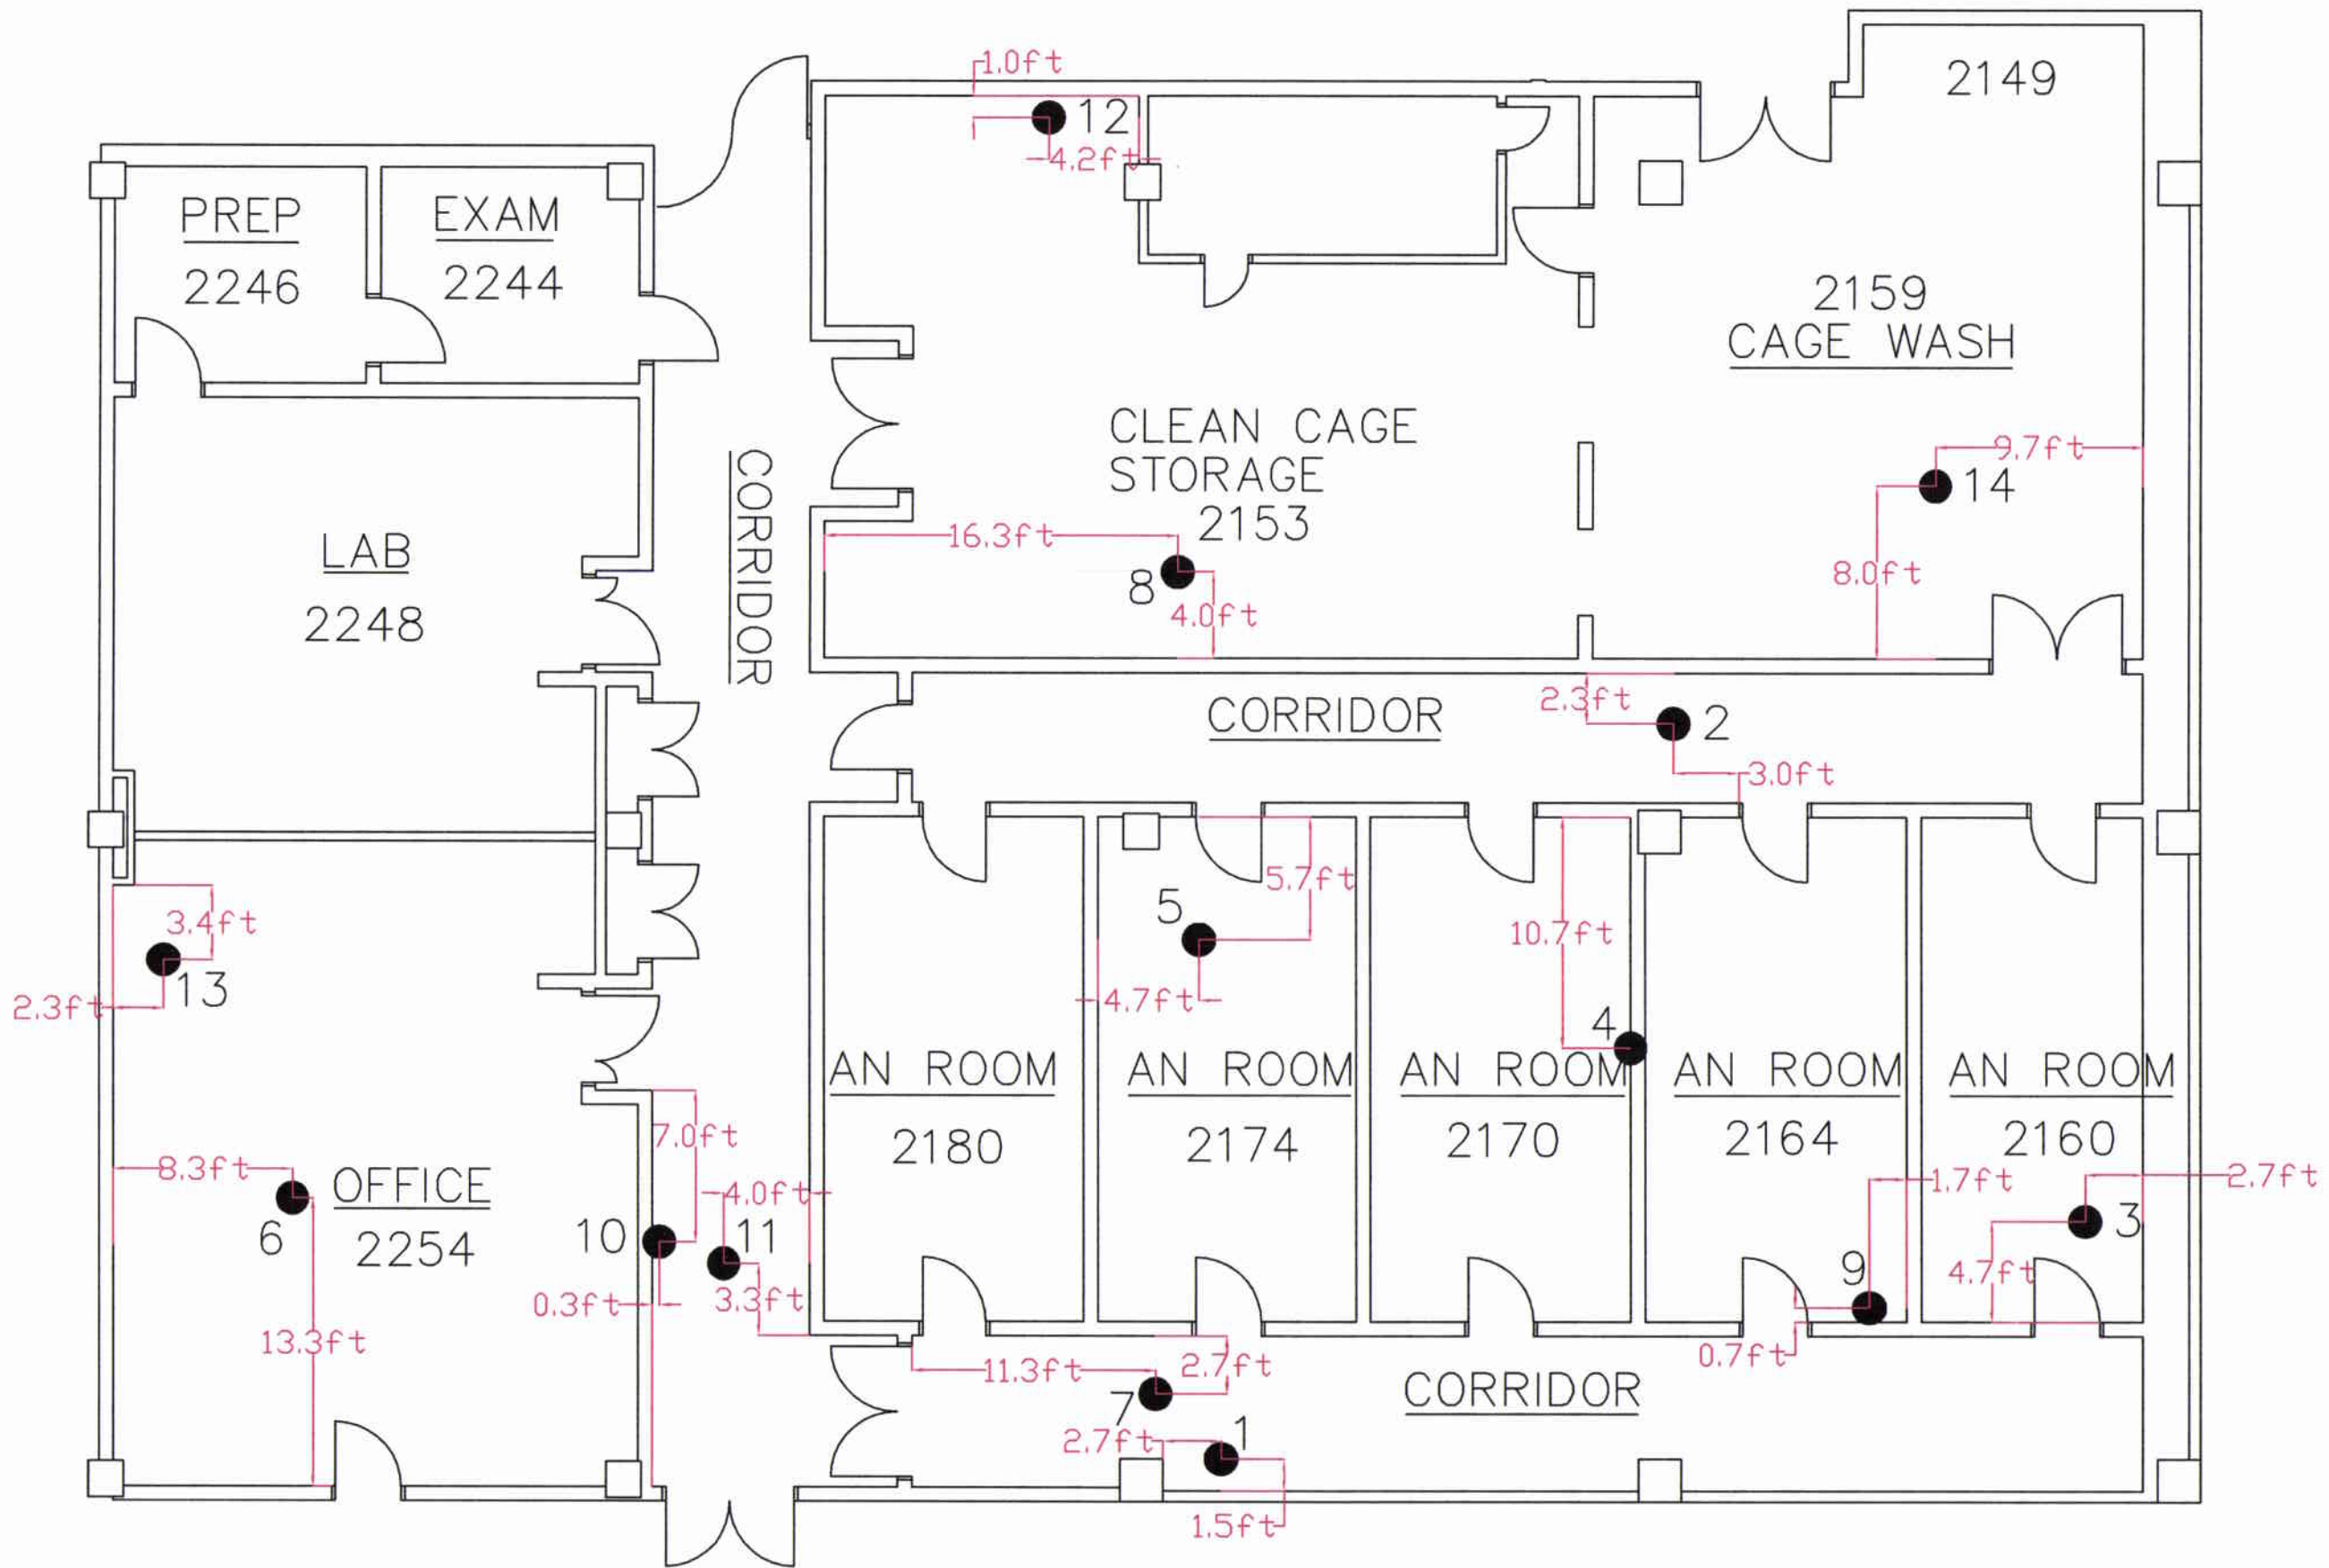 1.0ft
12
4.2ft
2149
PREP
2246
EXAM
2244
2159
CAGE WASH
CLEAN CAGE
STORAGE
2153
CORRIDOR
9.7ft
14
8.0ft
16.3ft
8
4.0ft
LAB
2248
CORRIDOR
2.3ft
2
3.0ft
3.4ft
13
2.3ft
5
5.7ft
4.7ft
10.7ft
4
AN ROOM
2180
AN ROOM
2174
AN ROOM
2170
AN ROOM
2164
AN ROOM
2160
7.0ft
8.3ft
OFFICE
2254
6
13.3ft
10
0.3ft
4.0ft
11
3.3ft
1.7ft
9
0.7ft
2.7ft
3
4.7ft
11.3ft
2.7ft
7
CORRIDOR
2.7ft
1
1.5ft